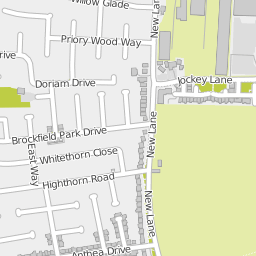 Willow Glade
New Lane
Priory Wood Way
Drive
Doriam Drive
Jockey Lane
New Lane
Brockfield Park Drive
East Way
Whitethorn Close
Highthorn Road
New Lane
Anthea Drive